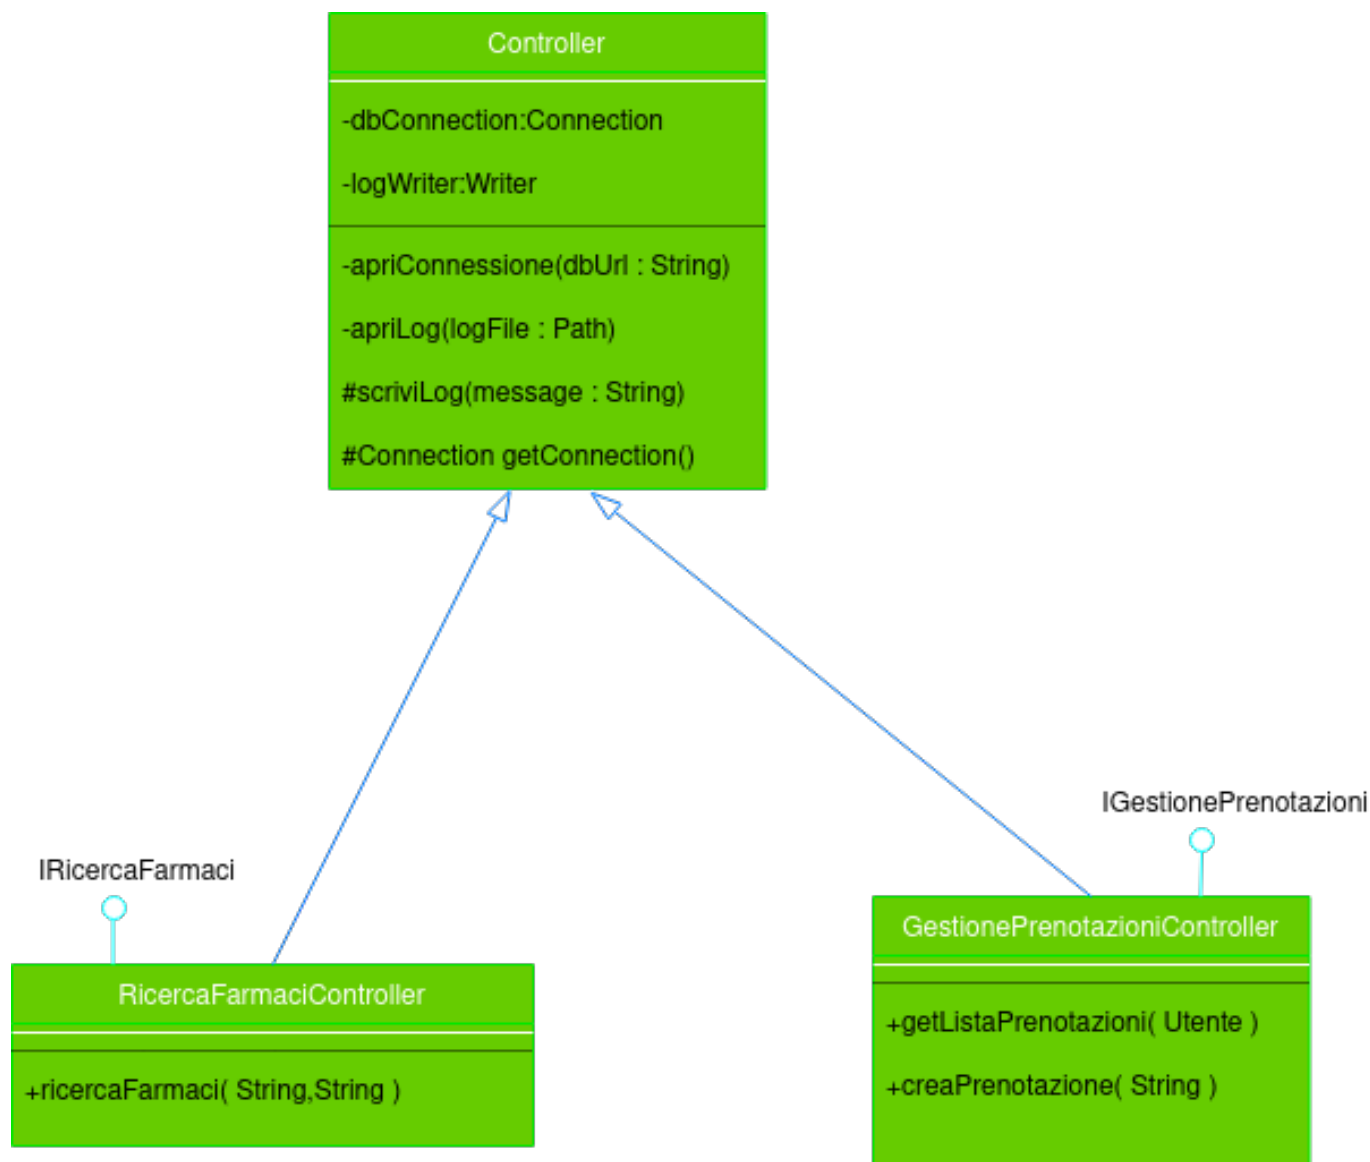 Controller
-dbConnection:Connection
-logWriter:Writer
-apriConnessione(dbUrl : String)
-apriLog(logFile : Path)
#scriviLog(message : String)
#Connection getConnection()
IGestionePrenotazioni
IRicercaFarmaci
GestionePrenotazioniController
+getListaPrenotazioni( Utente )
+creaPrenotazione( String )
RicercaFarmaciController
+ricercaFarmaci( String,String )